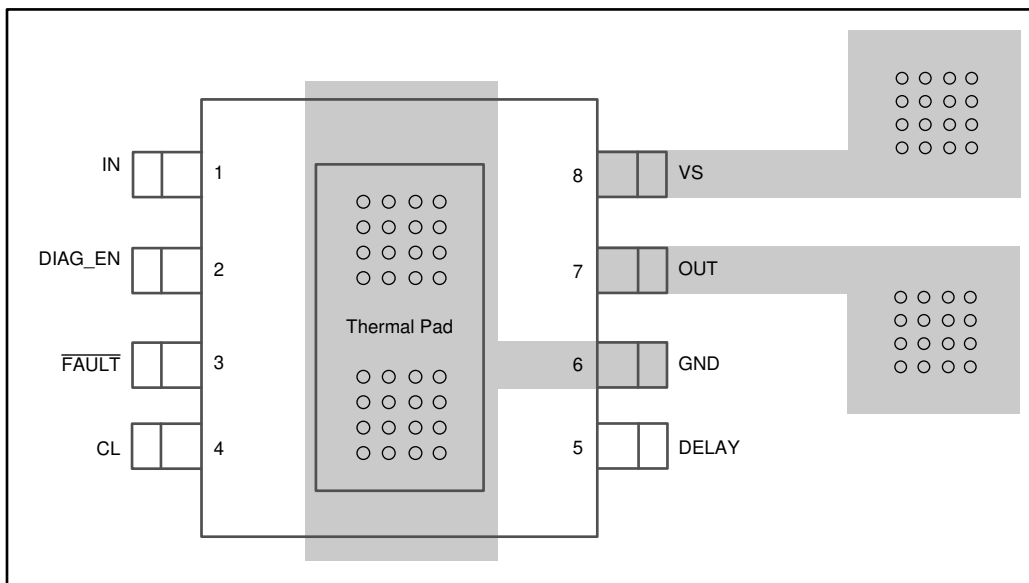 IN
1
8
VS
DIAG_EN
2
7
OUT
Thermal Pad
FAULT
3
6
GND
CL
4
5
DELAY